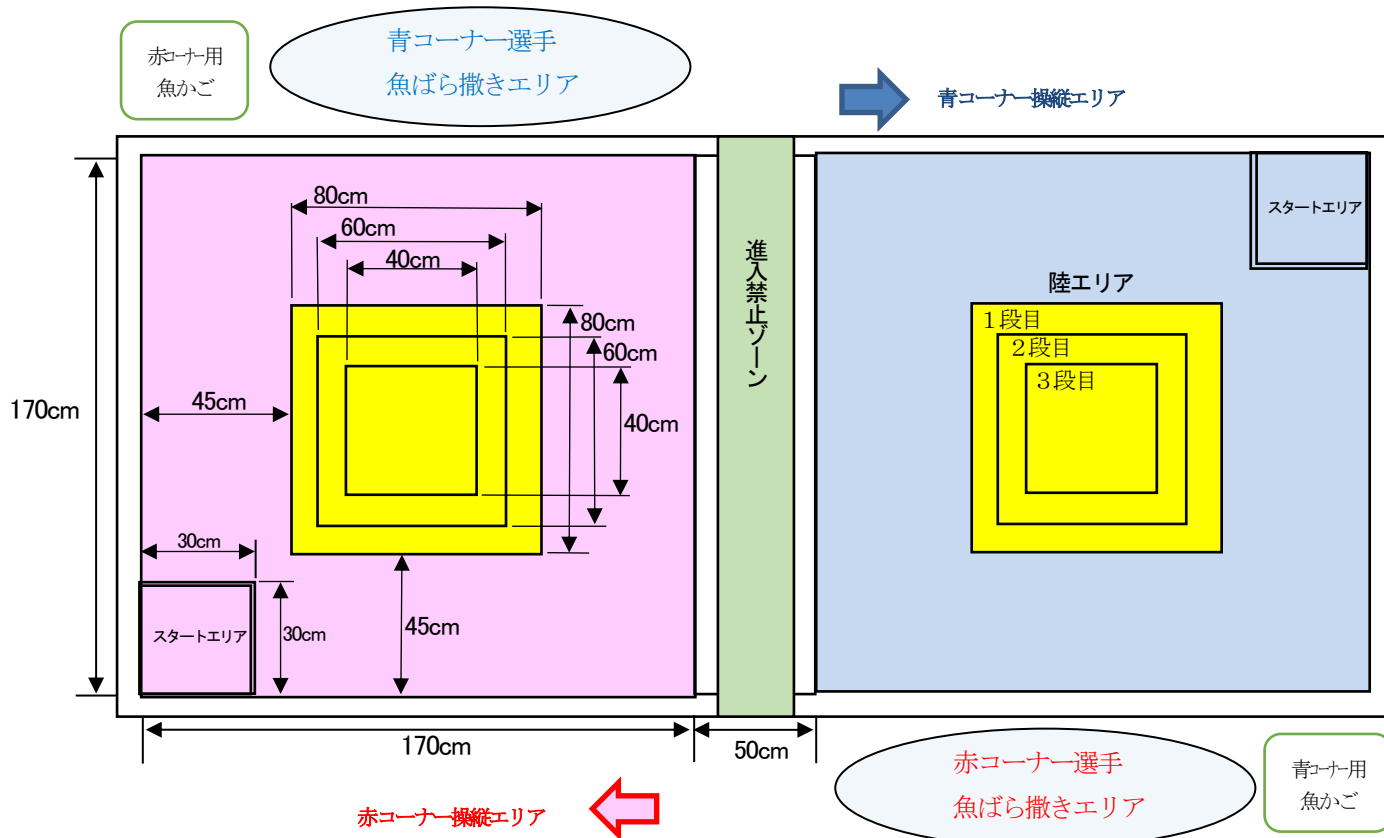 赤コーナー用
魚かご
青コーナー選手
魚ばら撒きエリア
青コーナー操縦エリア
80cm
60cm
40cm
80cm
60cm
40cm
45cm
170cm
30cm
スタートエリア
30cm
45cm
進入禁止ゾーン
スタートエリア
陸エリア
1段目
2段目
3段目
170cm
50cm
赤コーナー操縦エリア
赤コーナー選手
魚ばら撒きエリア
青コーナー用
魚かご